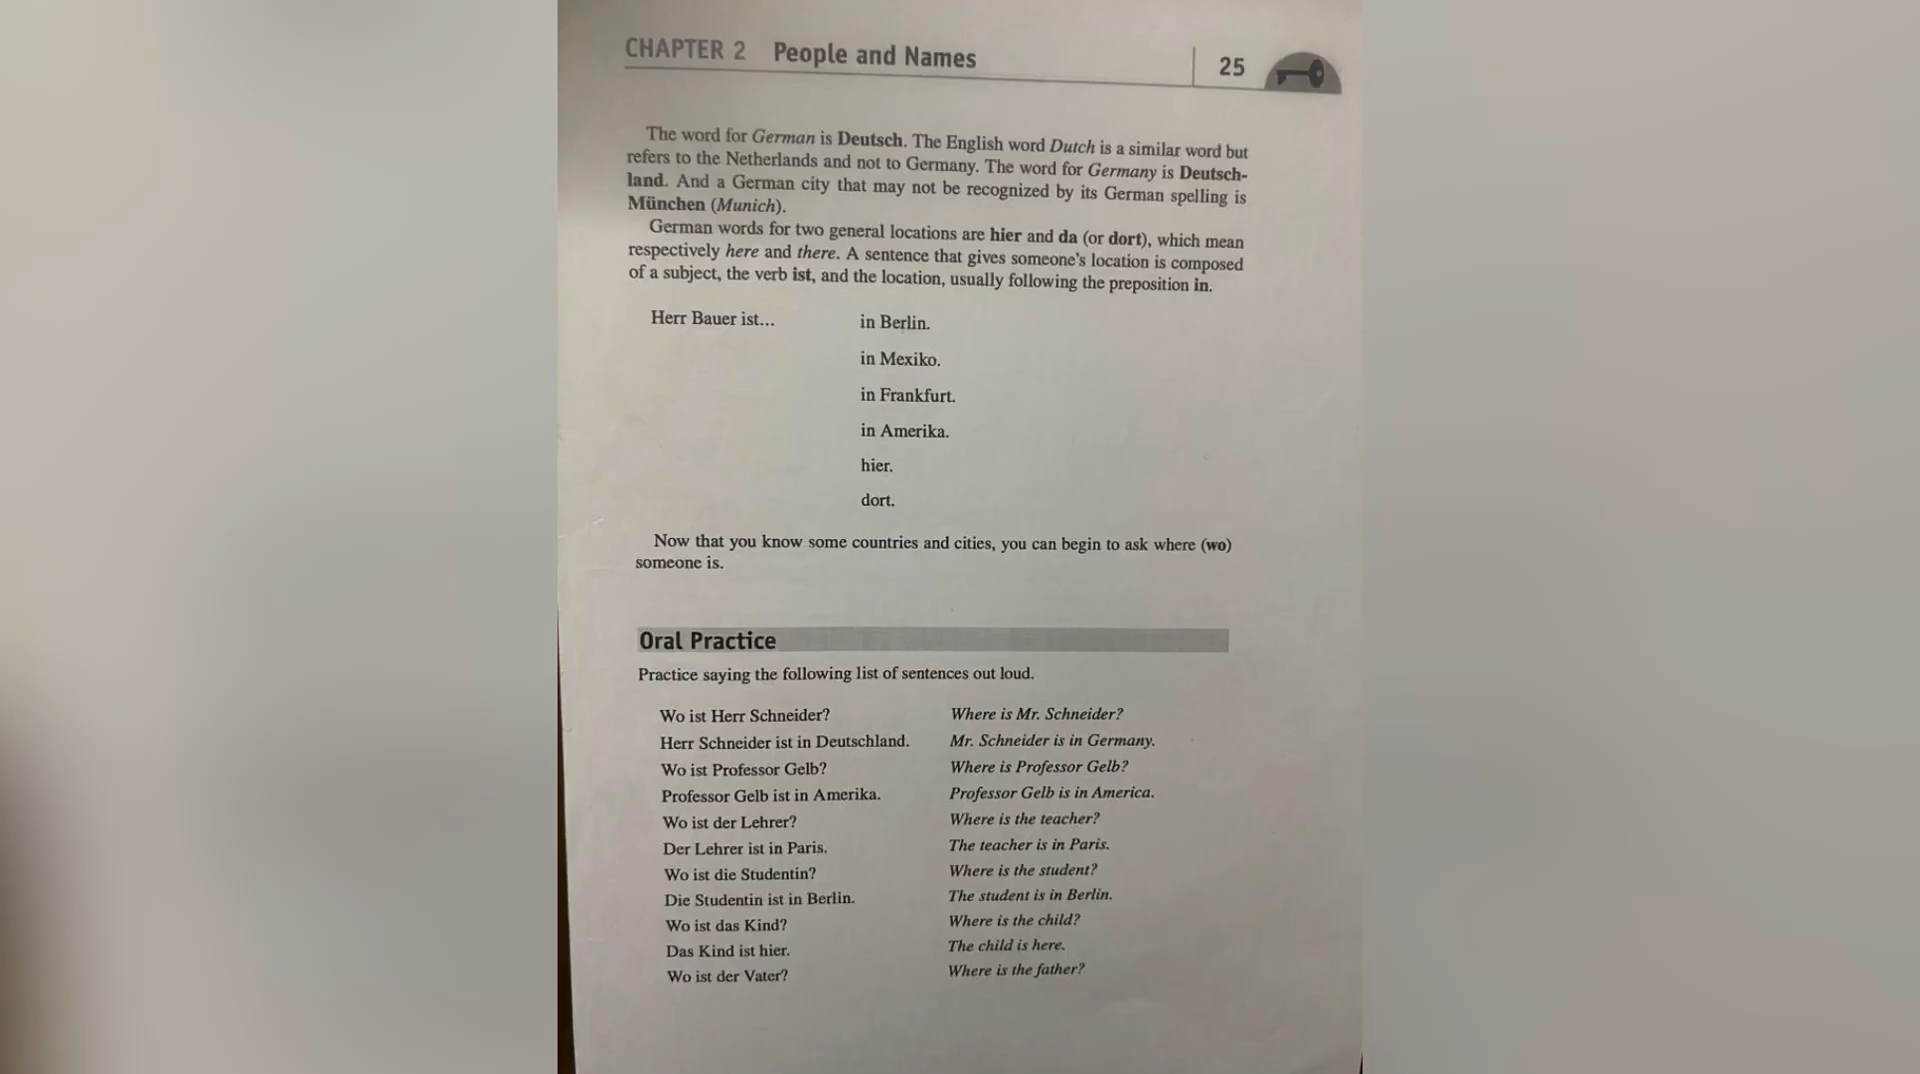 CHAPTER 2 People and Names 25
The word for German is Deutsch. The English word Dutch is a similar word but
refers to the Netherlands and not to Germany. The word for Germany is Deutsch-
land. And a German city that may not be recognized by its German spelling is
München (Munich).
German words for two general locations are hier and da (or dort), which mean
respectively here and there. A sentence that gives someone's location is composed
of a subject, the verb ist, and the location, usually following the preposition in.
Herr Bauer ist... in Berlin.
in Mexiko.
in Frankfurt.
in Amerika.
hier.
dort.
Now that you know some countries and cities, you can begin to ask where (wo)
someone is.
Oral Practice
Practice saying the following list of sentences out loud.
Wo ist Herr Schneider? Where is Mr. Schneider?
Herr Schneider ist in Deutschland. Mr. Schneider is in Germany.
Wo ist Professor Gelb? Where is Professor Gelb?
Professor Gelb ist in Amerika. Professor Gelb is in America.
Wo ist der Lehrer? Where is the teacher?
Der Lehrer ist in Paris. The teacher is in Paris.
Wo ist die Studentin? Where is the student?
Die Studentin ist in Berlin. The student is in Berlin.
Wo ist das Kind? Where is the child?
Das Kind ist hier. The child is here.
Wo ist der Vater? Where is the father?